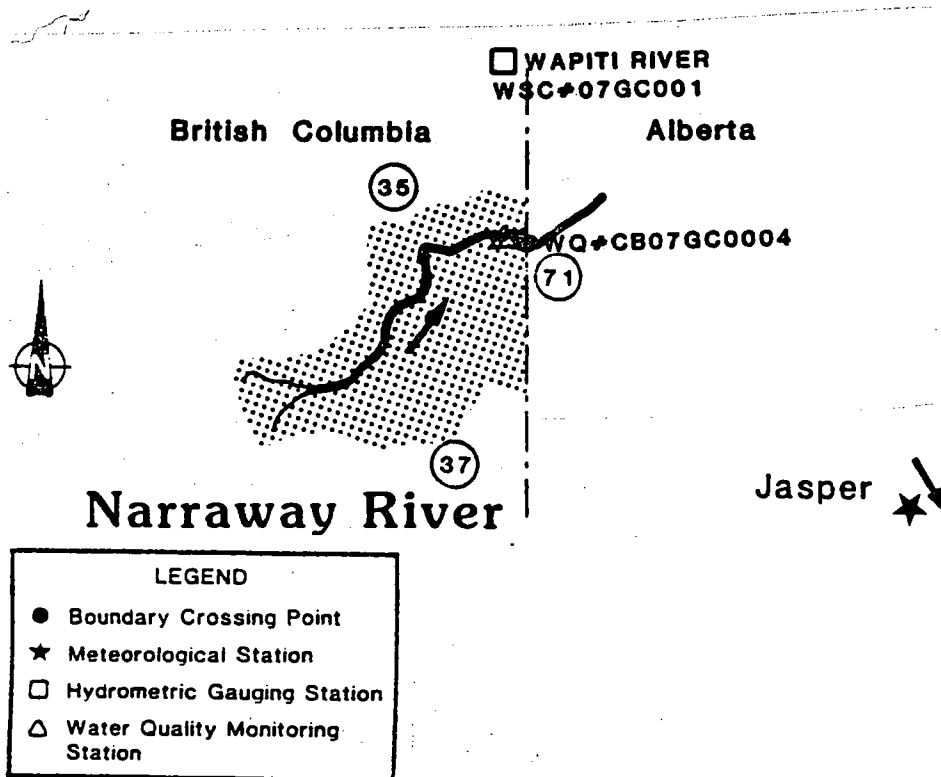 WAPITI RIVER
WSC#07GC001
British Columbia
Alberta
35
WQ#CB07GC0004
71
N
37
Jasper
Narraway River
LEGEND
Boundary Crossing Point
Meteorological Station
Hydrometric Gauging Station
Water Quality Monitoring
Station